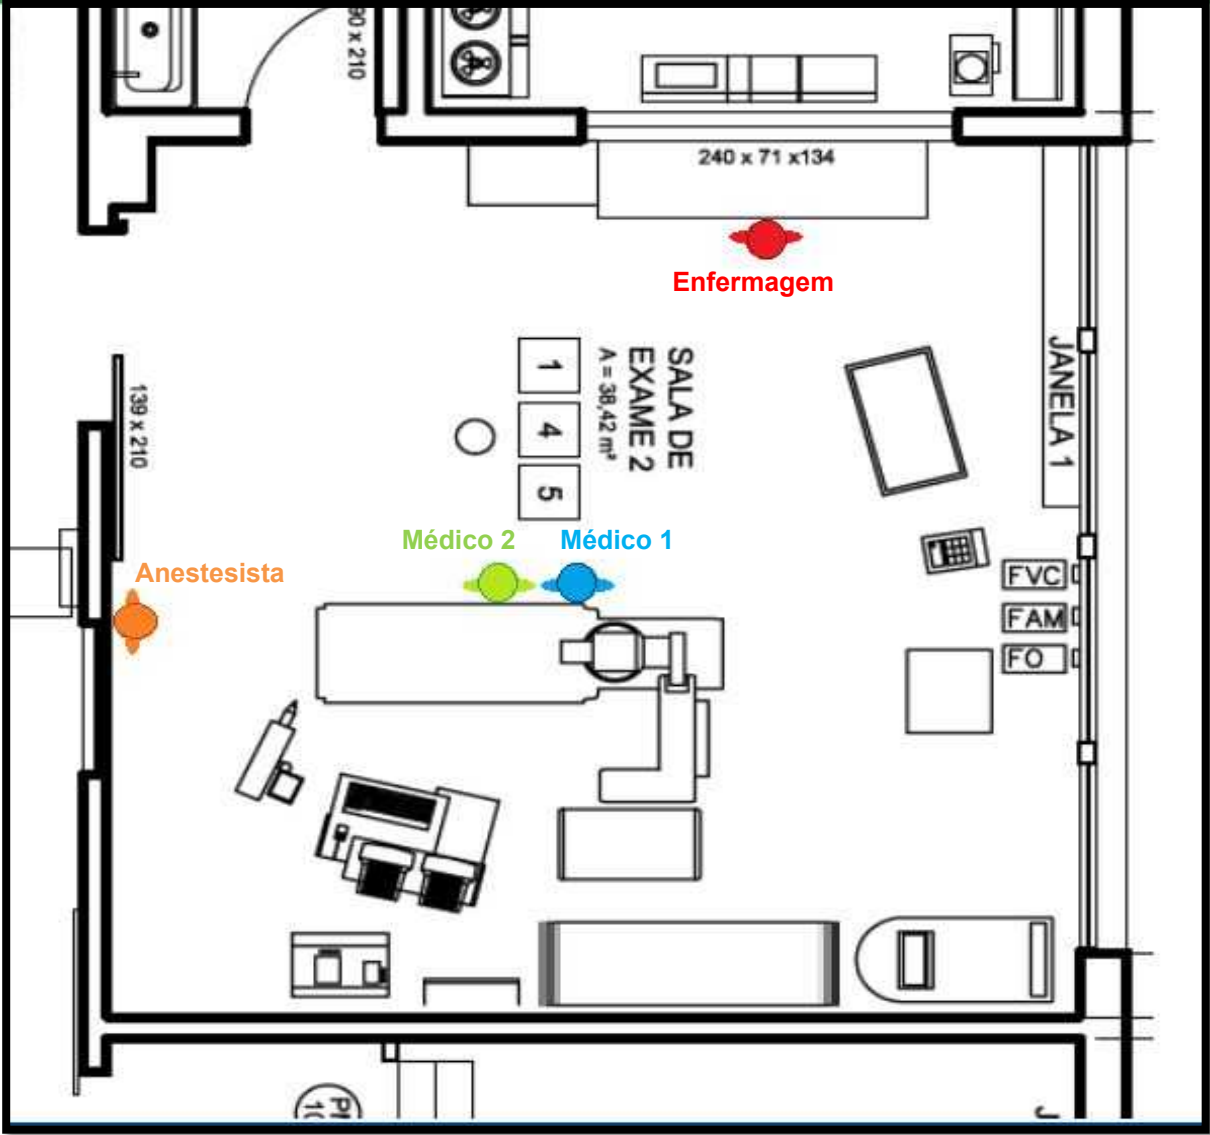 90 x 210
240 x 71 x134
Enfermagem
SALA DE
EXAME 2
A = 38,42 m²
1
4
5
JANELA 1
139 x 210
Médico 2
Médico 1
Anestesista
FVC
FAM
FO